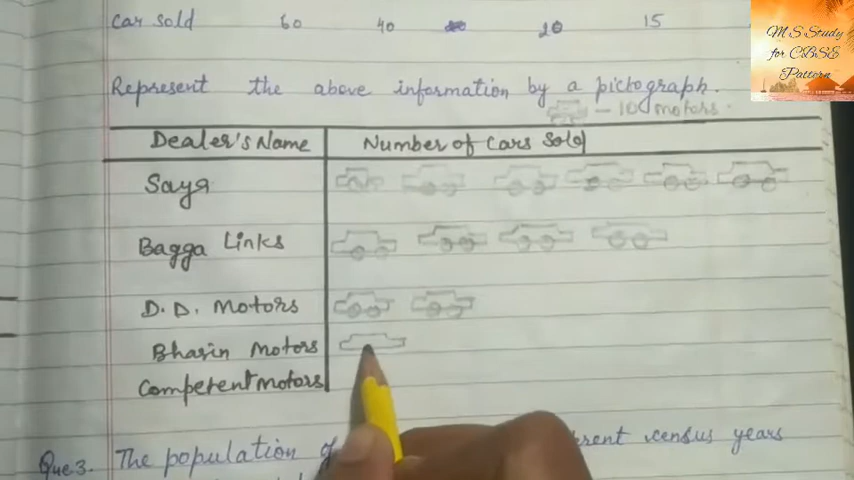 Car sold 60 40 20 15
Represent the above information by a pictograph.
— 10 motors
Dealer's Name Number of Cars Sold
Saya
Bagga Links
D.D. Motors
Bhasin Motors
Competent Motors
Que 3. The population of census years
M S Study
for CBSE
Pattern